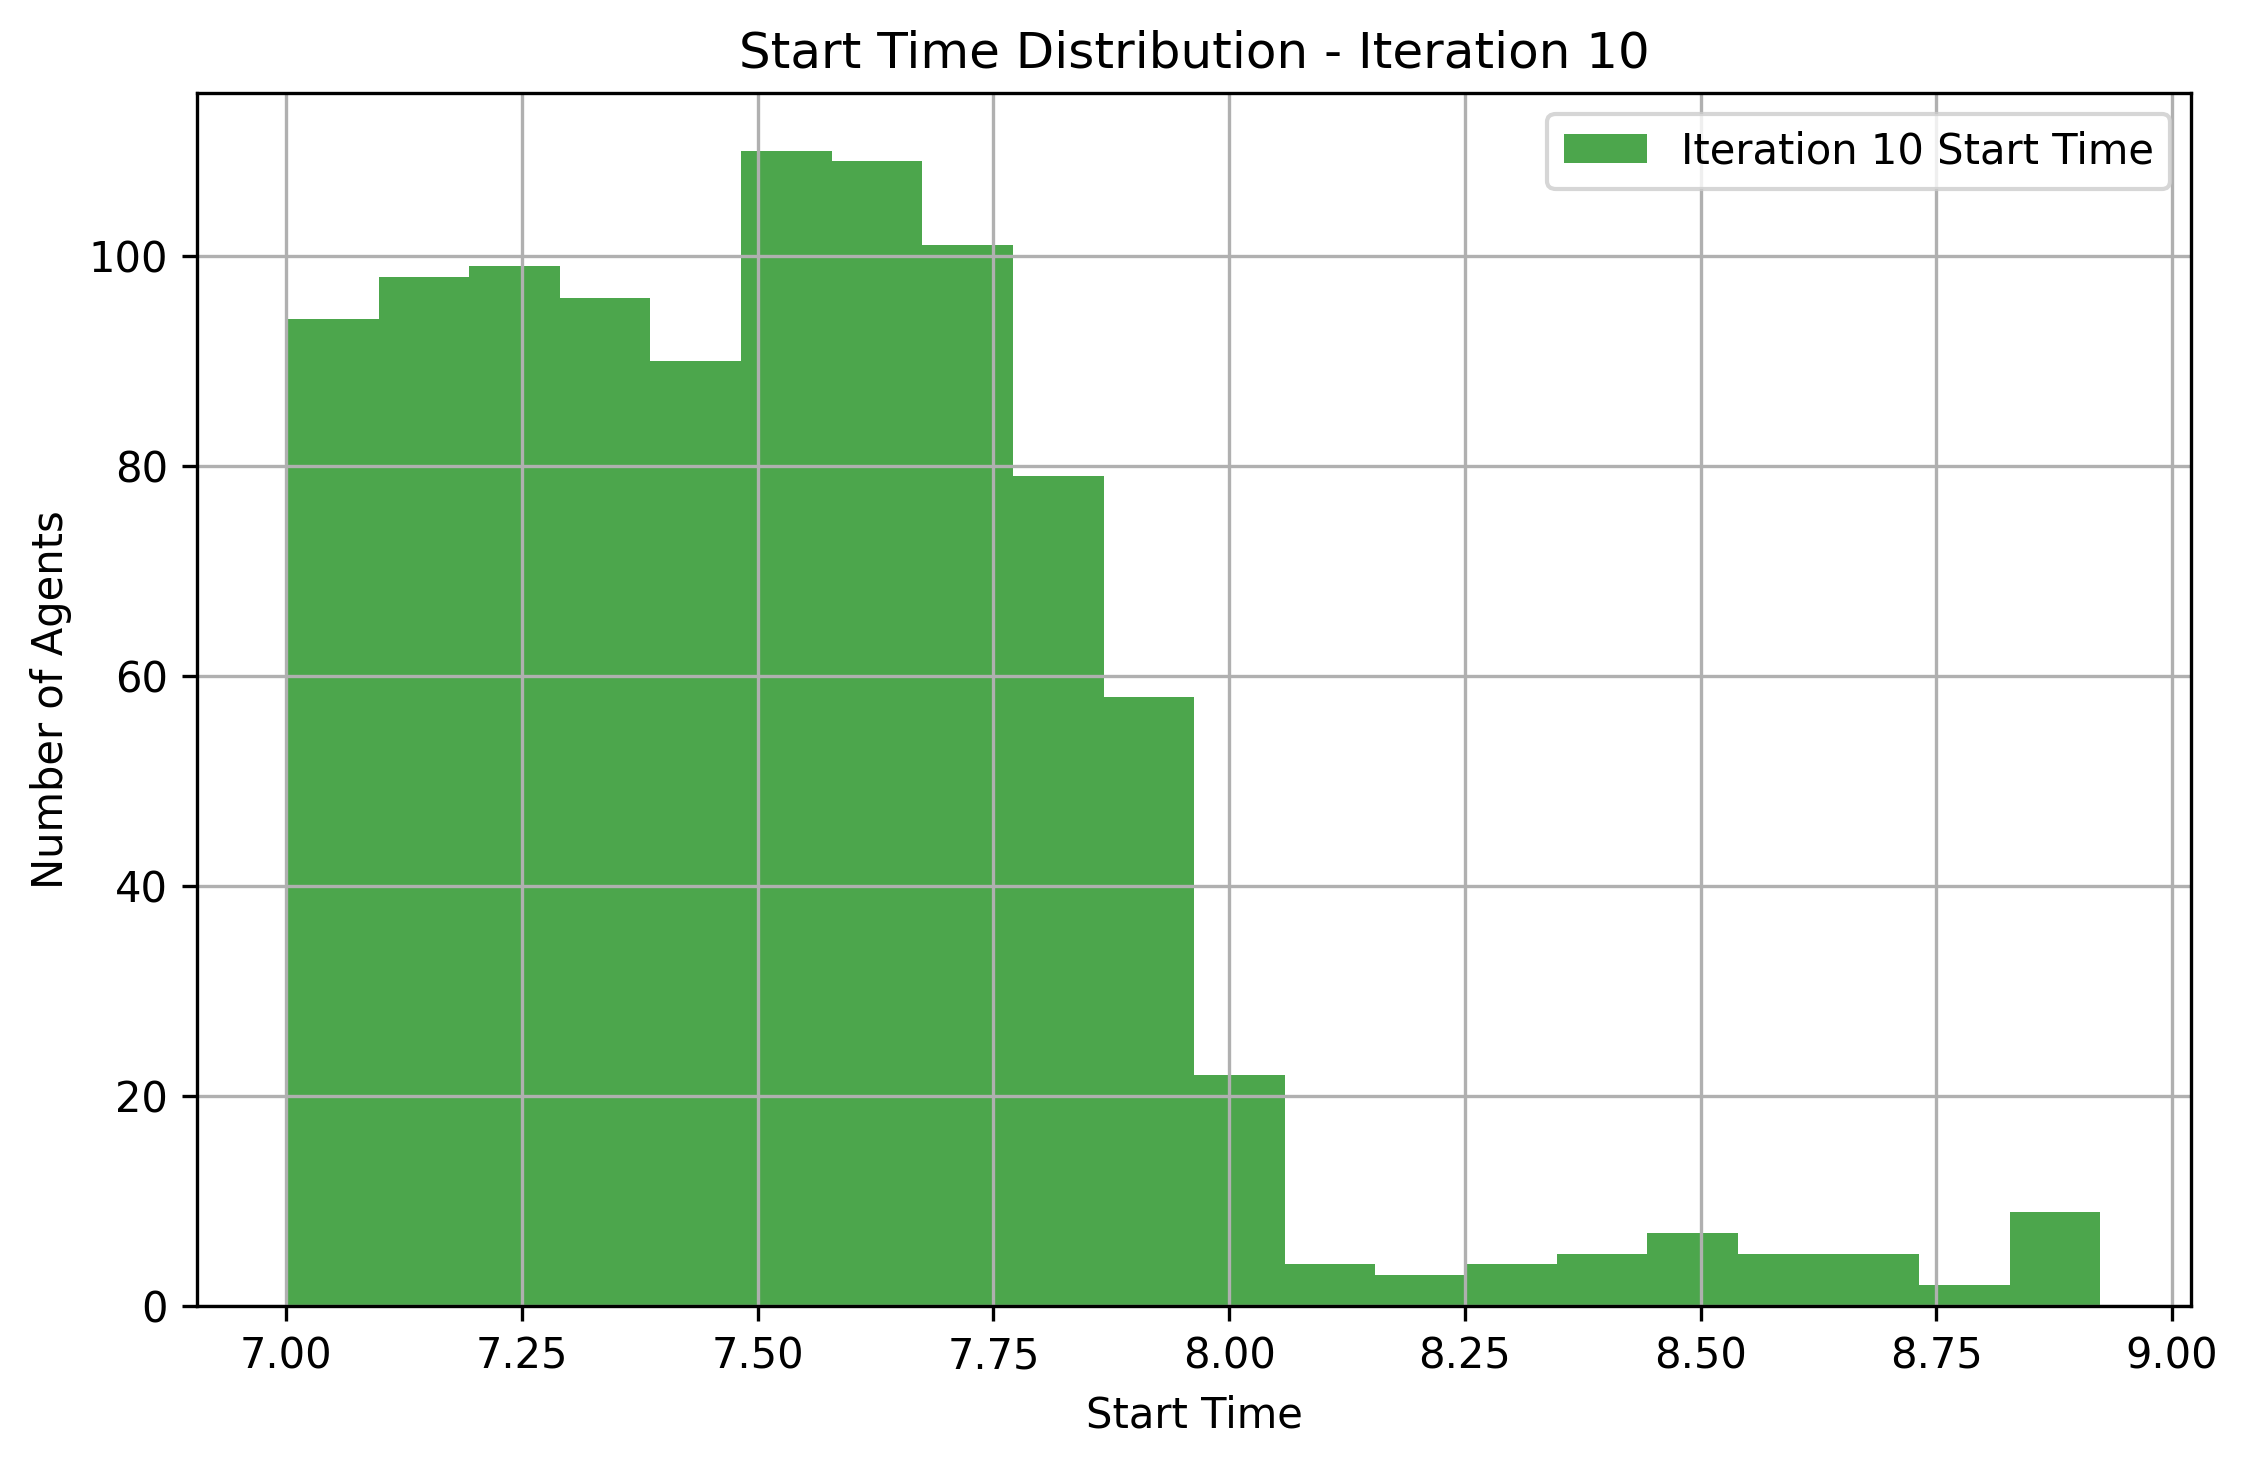 Start Time Distribution - Iteration 10
Iteration 10 Start Time
Number of Agents
100
80
60
40
20
0
7.00 7.25 7.50 7.75 8.00 8.25 8.50 8.75 9.00
Start Time